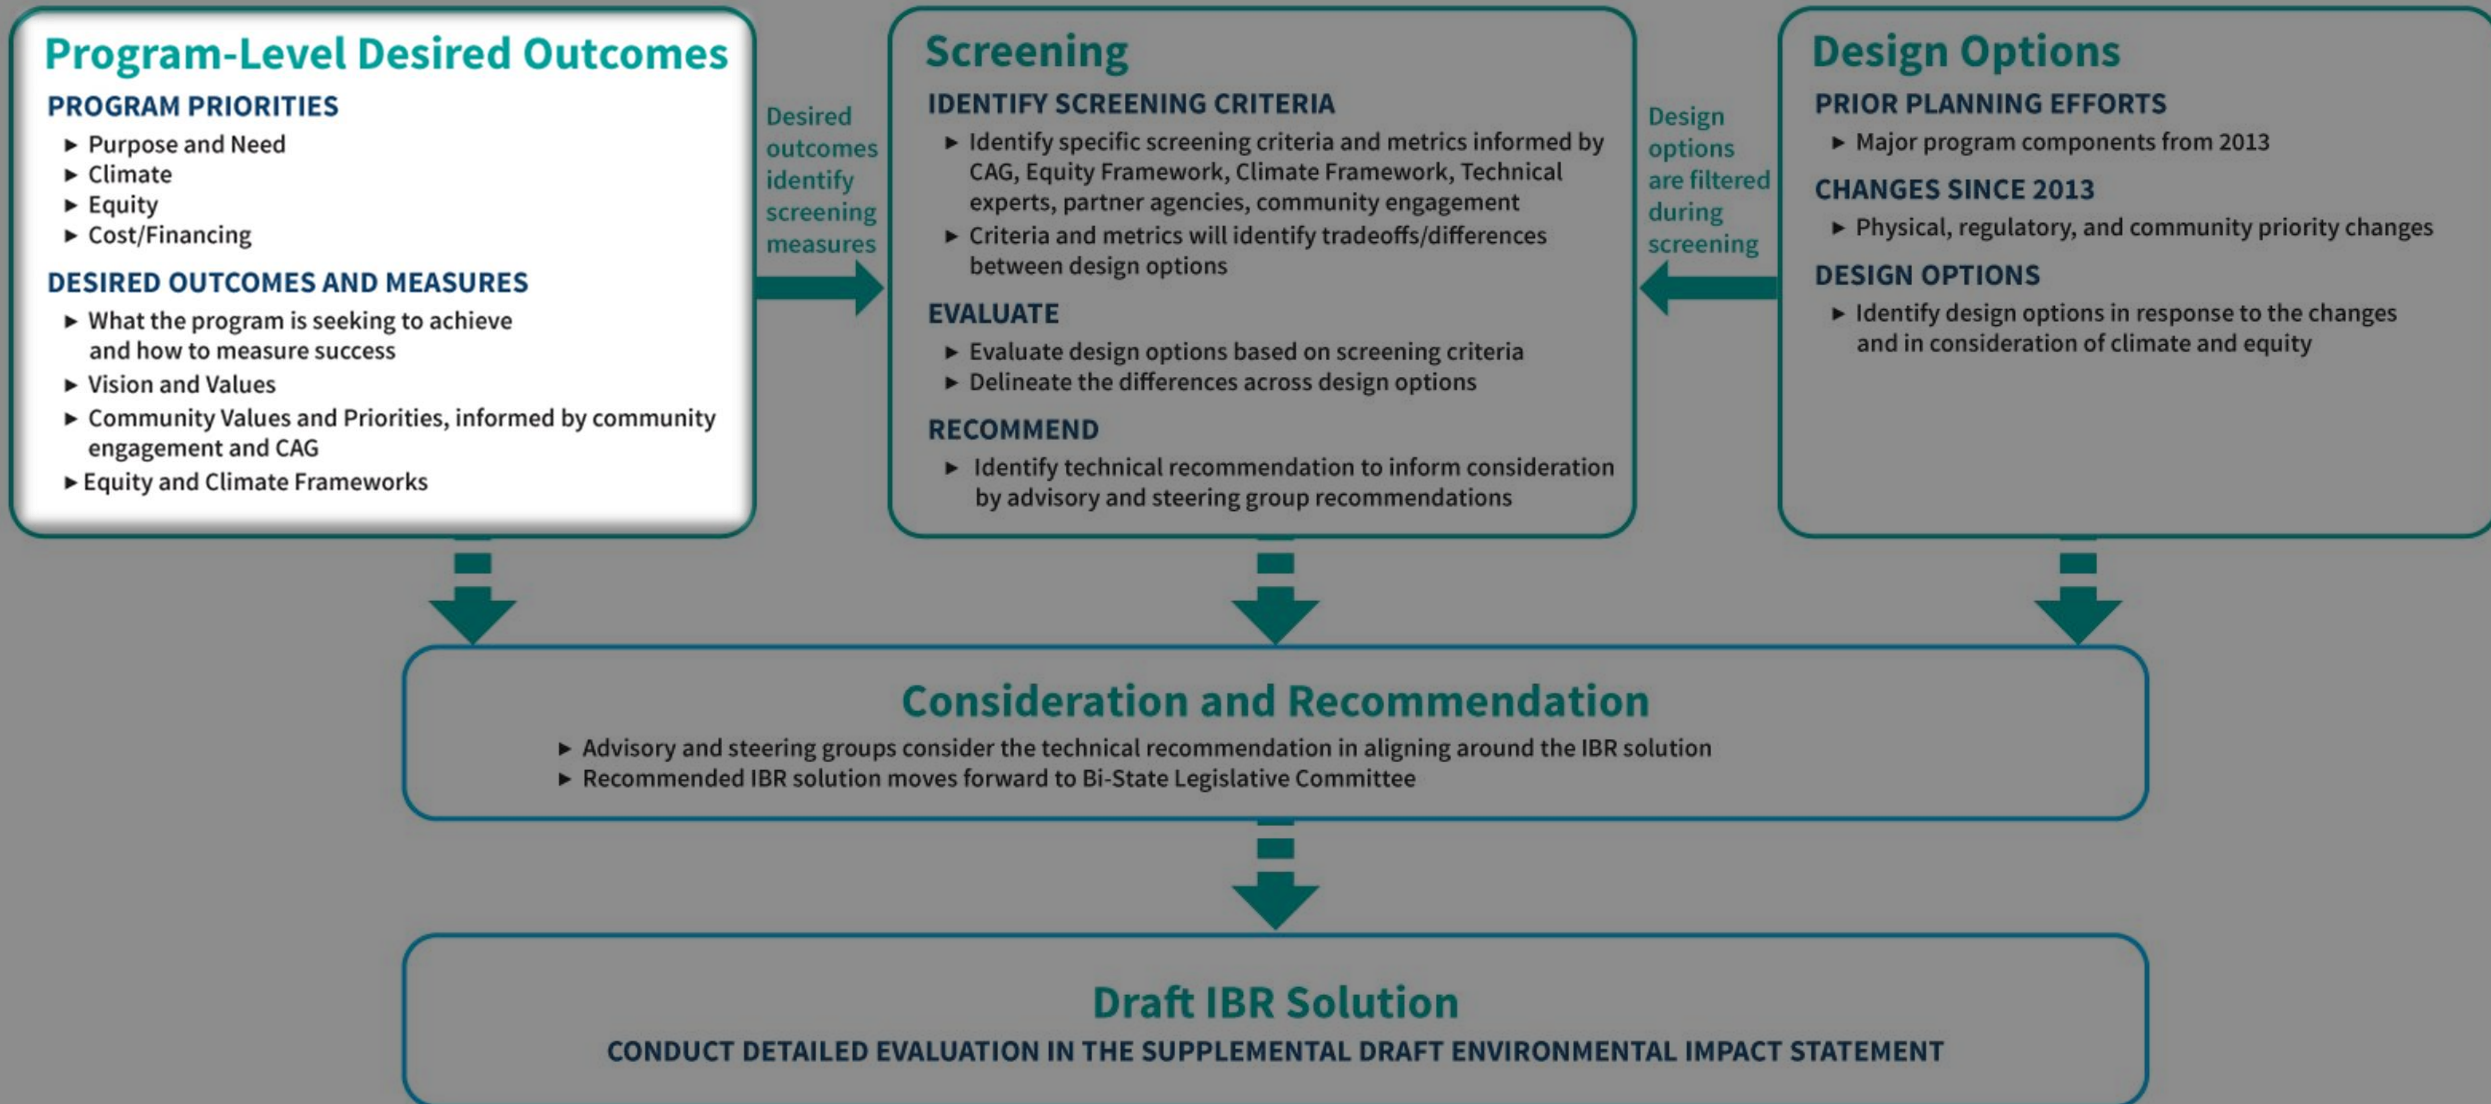 Program-Level Desired Outcomes
PROGRAM PRIORITIES
► Purpose and Need
► Climate
► Equity
► Cost/Financing
DESIRED OUTCOMES AND MEASURES
► What the program is seeking to achieve
and how to measure success
► Vision and Values
► Community Values and Priorities, informed by community
engagement and CAG
► Equity and Climate Frameworks
Desired
outcomes
identify
screening
measures
Screening
IDENTIFY SCREENING CRITERIA
► Identify specific screening criteria and metrics informed by
CAG, Equity Framework, Climate Framework, Technical
experts, partner agencies, community engagement
► Criteria and metrics will identify tradeoffs/differences
between design options
EVALUATE
► Evaluate design options based on screening criteria
► Delineate the differences across design options
RECOMMEND
► Identify technical recommendation to inform consideration
by advisory and steering group recommendations
Design
options
are filtered
during
screening
Design Options
PRIOR PLANNING EFFORTS
► Major program components from 2013
CHANGES SINCE 2013
► Physical, regulatory, and community priority changes
DESIGN OPTIONS
► Identify design options in response to the changes
and in consideration of climate and equity
Consideration and Recommendation
► Advisory and steering groups consider the technical recommendation in aligning around the IBR solution
► Recommended IBR solution moves forward to Bi-State Legislative Committee
Draft IBR Solution
CONDUCT DETAILED EVALUATION IN THE SUPPLEMENTAL DRAFT ENVIRONMENTAL IMPACT STATEMENT